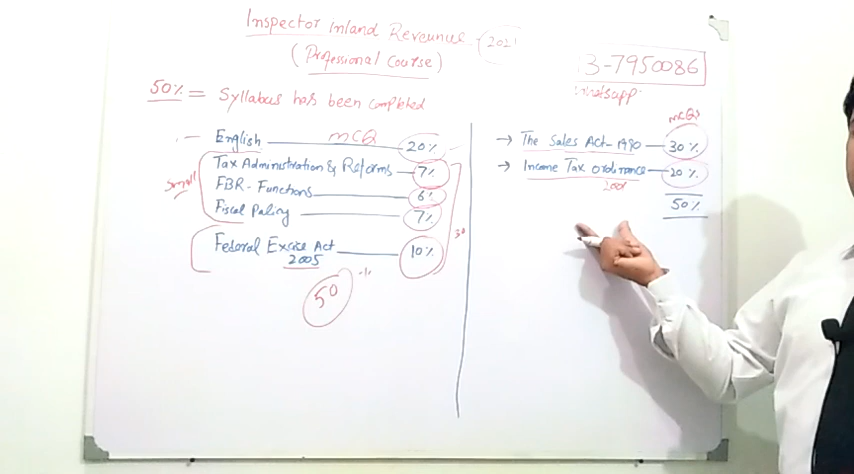 Inspector Inland Revenue - (2021
(Professional Course)
3-7950086
Whatsapp.
50% = Syllabus has been completed
MCQ
English 20%
Tax Administration & Reforms 7%
Small
FBR - Functions 6%
Fiscal Policy 7%
30
Federal Excise Act 10%
2005
50
MCQs
→ The Sales Act - 1990 30%
→ Income Tax Ordinance 20%
2001
50%